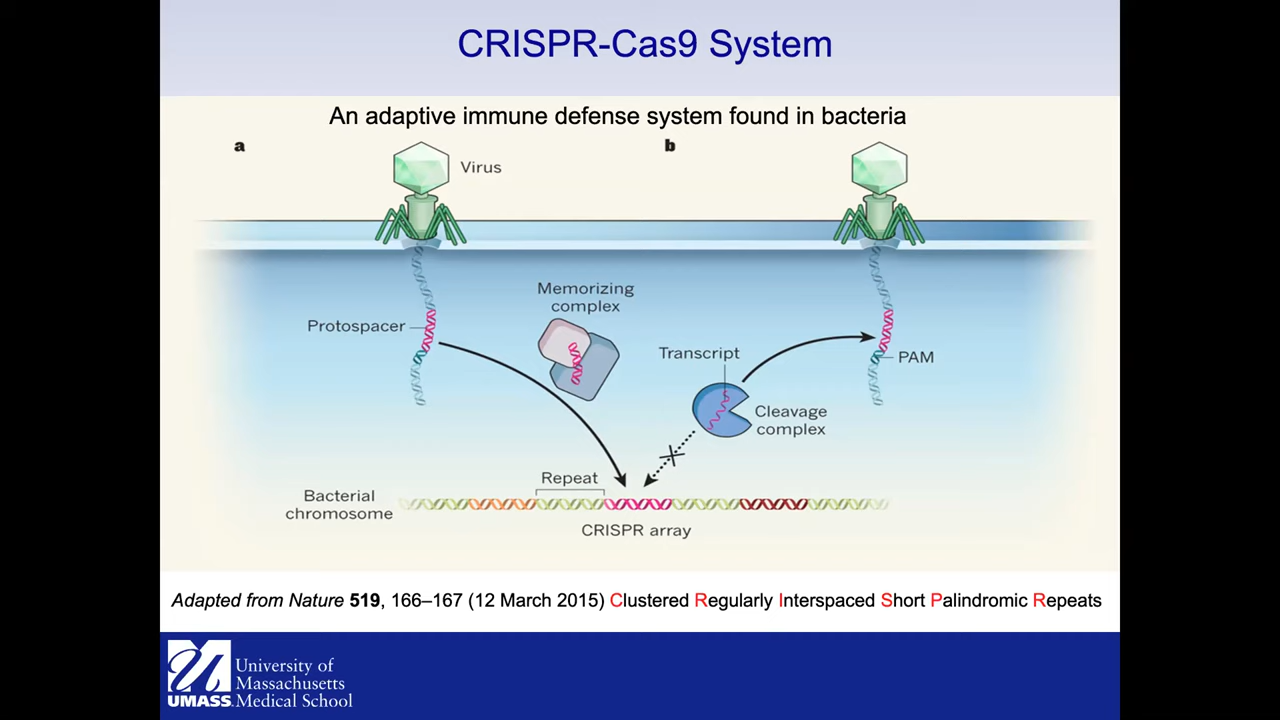 CRISPR-Cas9 System
An adaptive immune defense system found in bacteria
a
b
Virus
Memorizing
complex
Protospacer
Transcript
PAM
Cleavage
complex
Repeat
Bacterial
chromosome
CRISPR array
Adapted from Nature 519, 166–167 (12 March 2015) Clustered Regularly Interspaced Short Palindromic Repeats
UMASS
University of
Massachusetts
Medical School